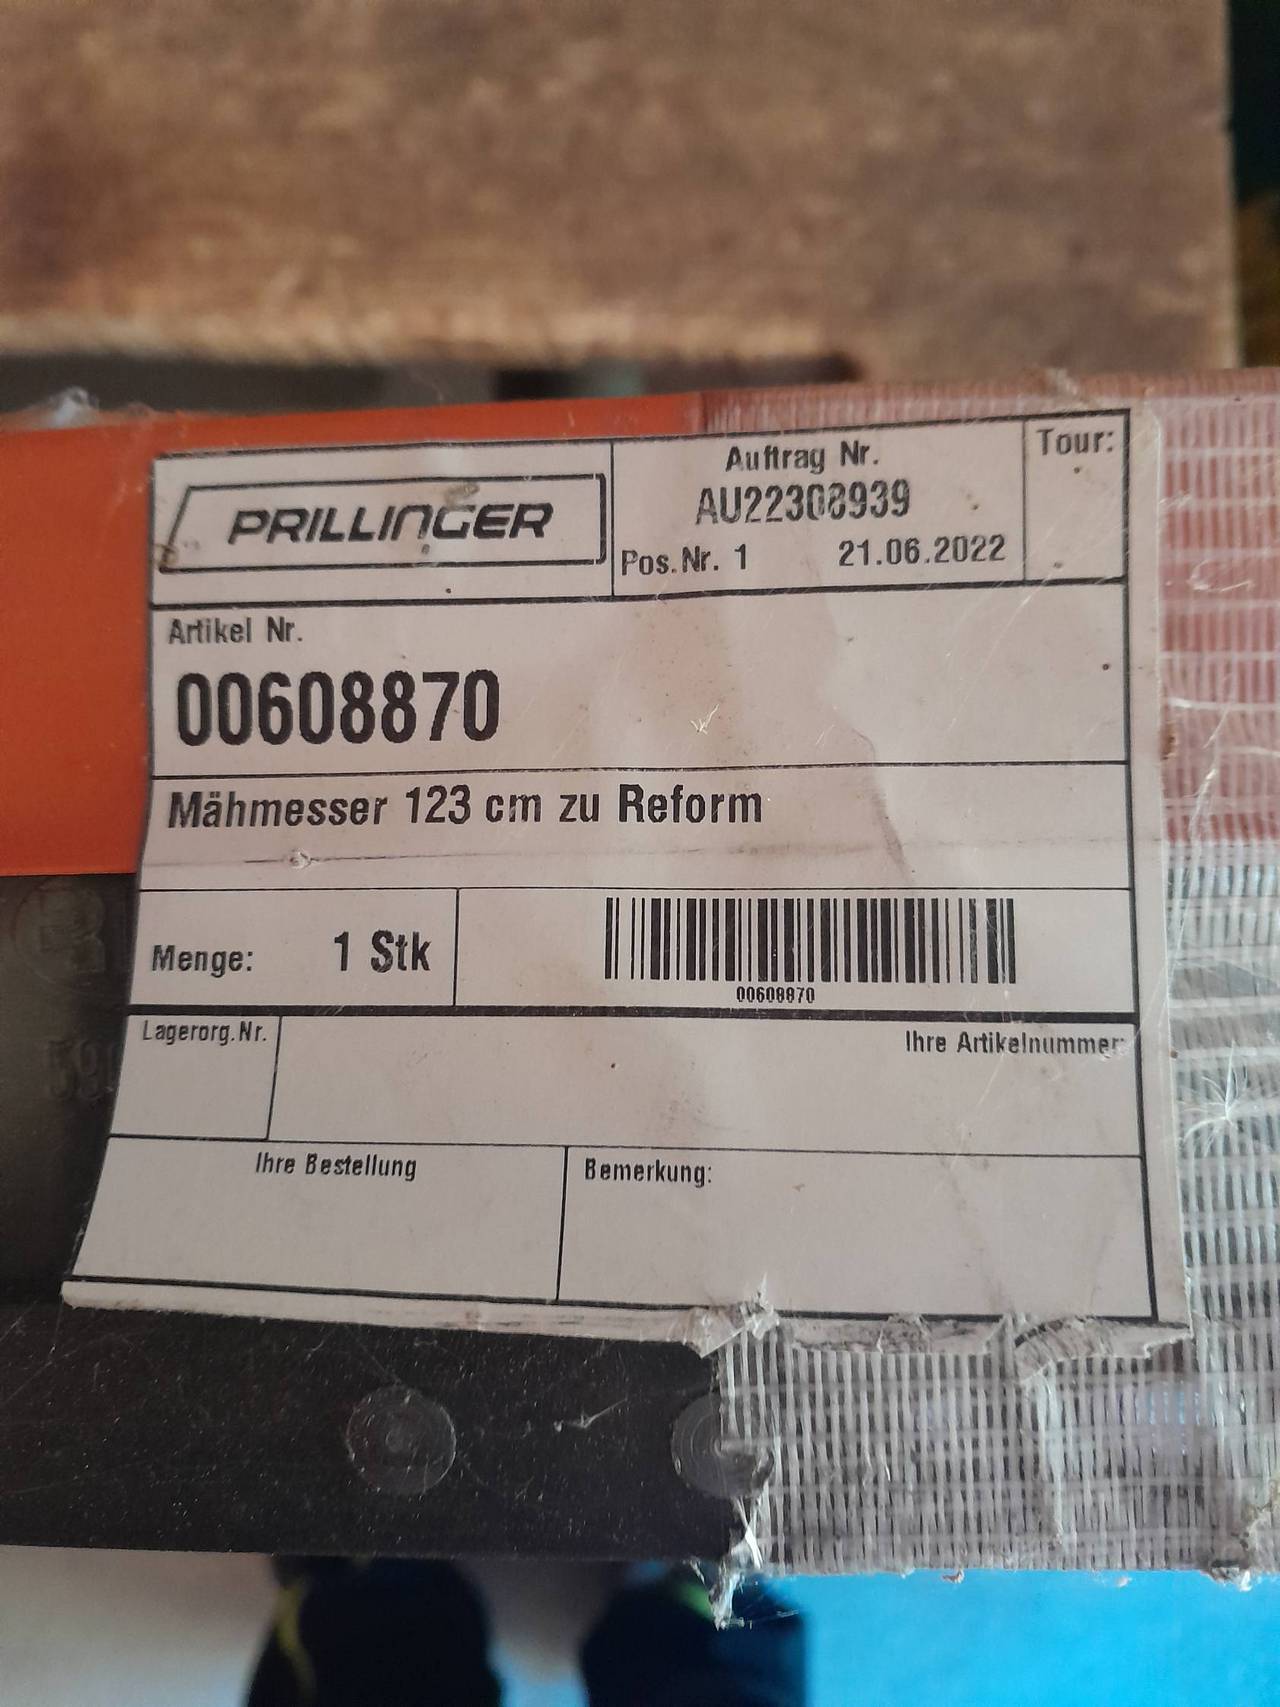 PRILLINGER
Auftrag Nr.
AU22308939
Pos.Nr. 1 21.06.2022
Tour:
Artikel Nr.
00608870
Mähmesser 123 cm zu Reform
Menge: 1 Stk
00608870
Lagerorg.Nr.
Ihre Artikelnummer:
Ihre Bestellung
Bemerkung: